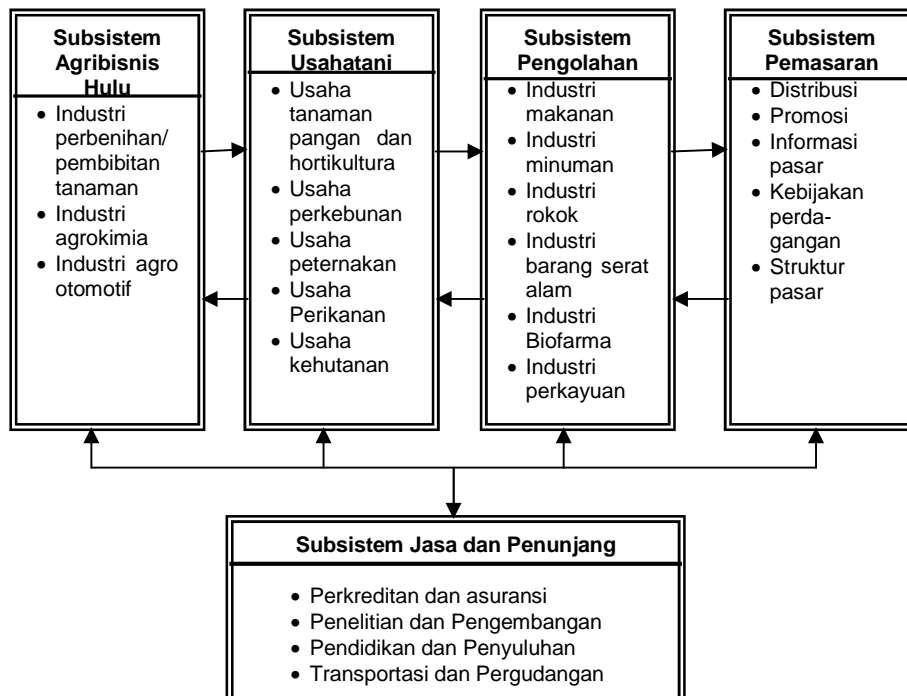 Subsistem
Agribisnis
Hulu
• Industri
perbenihan/
pembibitan
tanaman
• Industri
agrokimia
• Industri agro
otomotif
Subsistem
Usahatani
• Usaha
tanaman
pangan dan
hortikultura
• Usaha
perkebunan
• Usaha
peternakan
• Usaha
Perikanan
• Usaha
kehutanan
Subsistem
Pengolahan
• Industri
makanan
• Industri
minuman
• Industri
rokok
• Industri
barang serat
alam
• Industri
Biofarma
• Industri
perkayuan
Subsistem
Pemasaran
• Distribusi
• Promosi
• Informasi
pasar
• Kebijakan
perda-
gangan
• Struktur
pasar
Subsistem Jasa dan Penunjang
• Perkreditan dan asuransi
• Penelitian dan Pengembangan
• Pendidikan dan Penyuluhan
• Transportasi dan Pergudangan